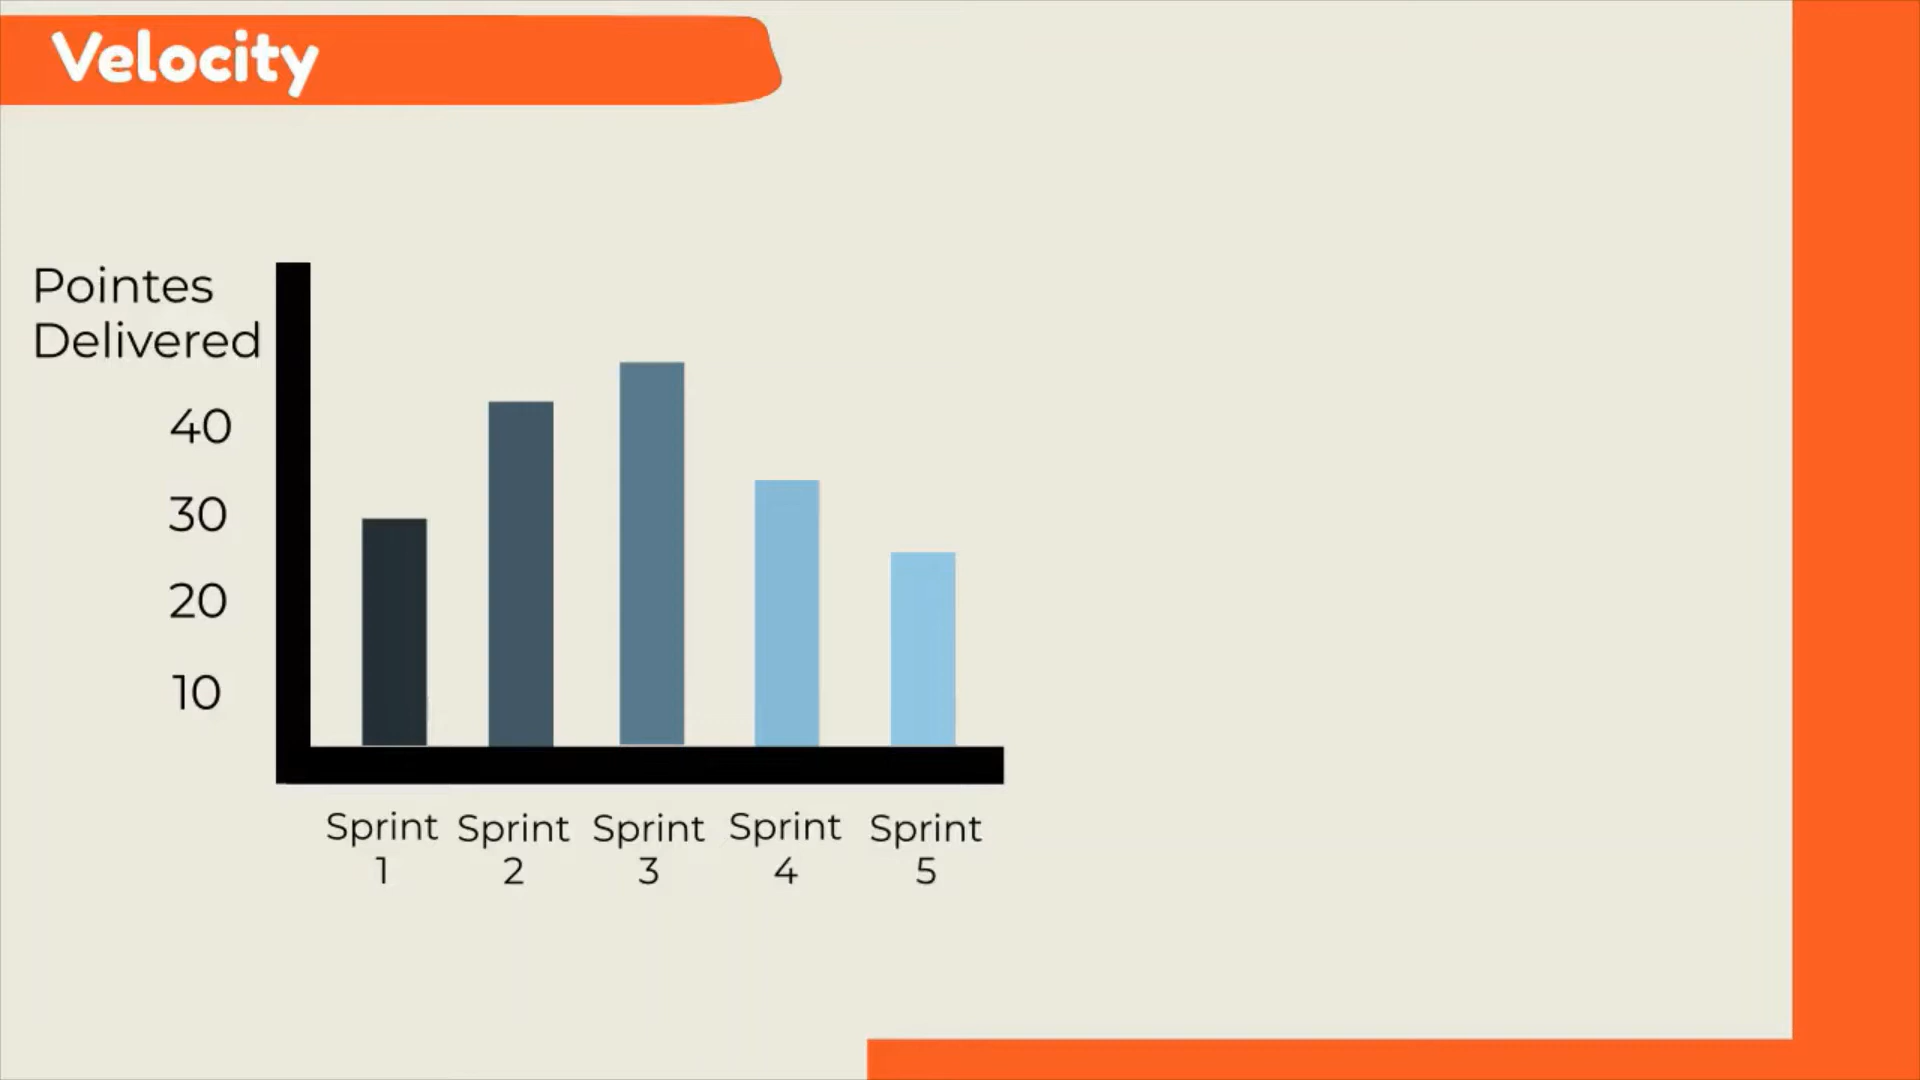 Velocity
Pointes
Delivered
40
30
20
10
Sprint Sprint Sprint Sprint Sprint
1 2 3 4 5